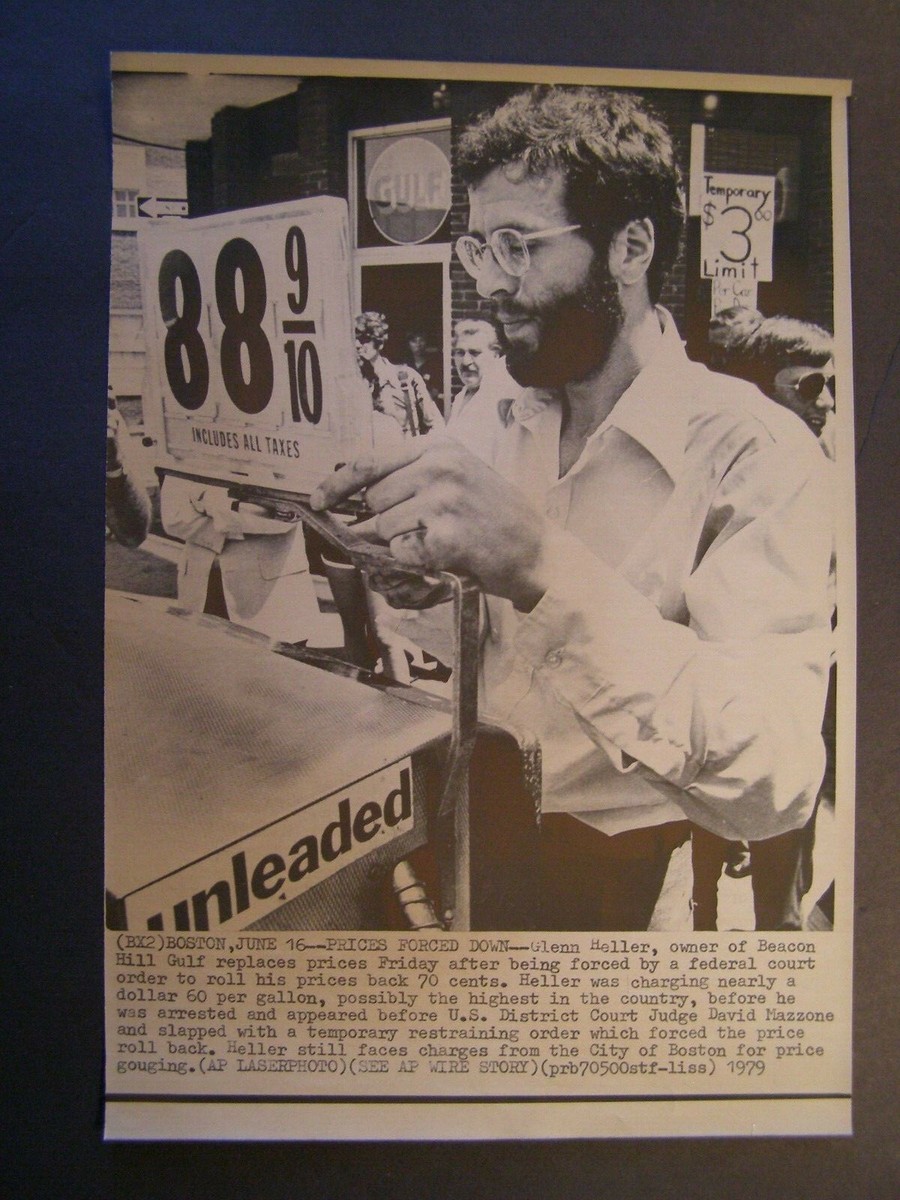 GULF
Temporary
$3 00
Limit
Per Car
88 9/10
INCLUDES ALL TAXES
unleaded
(BX2)BOSTON,JUNE 16--PRICES FORCED DOWN--Glenn Heller, owner of Beacon
Hill Gulf replaces prices Friday after being forced by a federal court
order to roll his prices back 70 cents. Heller was charging nearly a
dollar 60 per gallon, possibly the highest in the country, before he
was arrested and appeared before U.S. District Court Judge David Mazzone
and slapped with a temporary restraining order which forced the price
roll back. Heller still faces charges from the City of Boston for price
gouging.(AP LASERPHOTO)(SEE AP WIRE STORY)(prb70500stf-liss) 1979